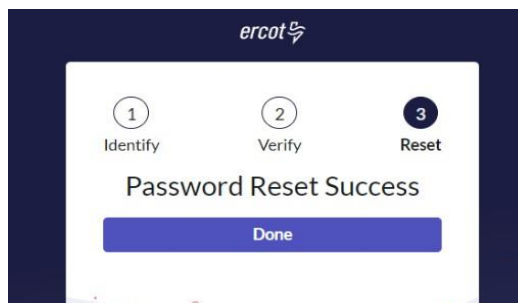 ercot
1 2 3
Identify Verify Reset
Password Reset Success
Done